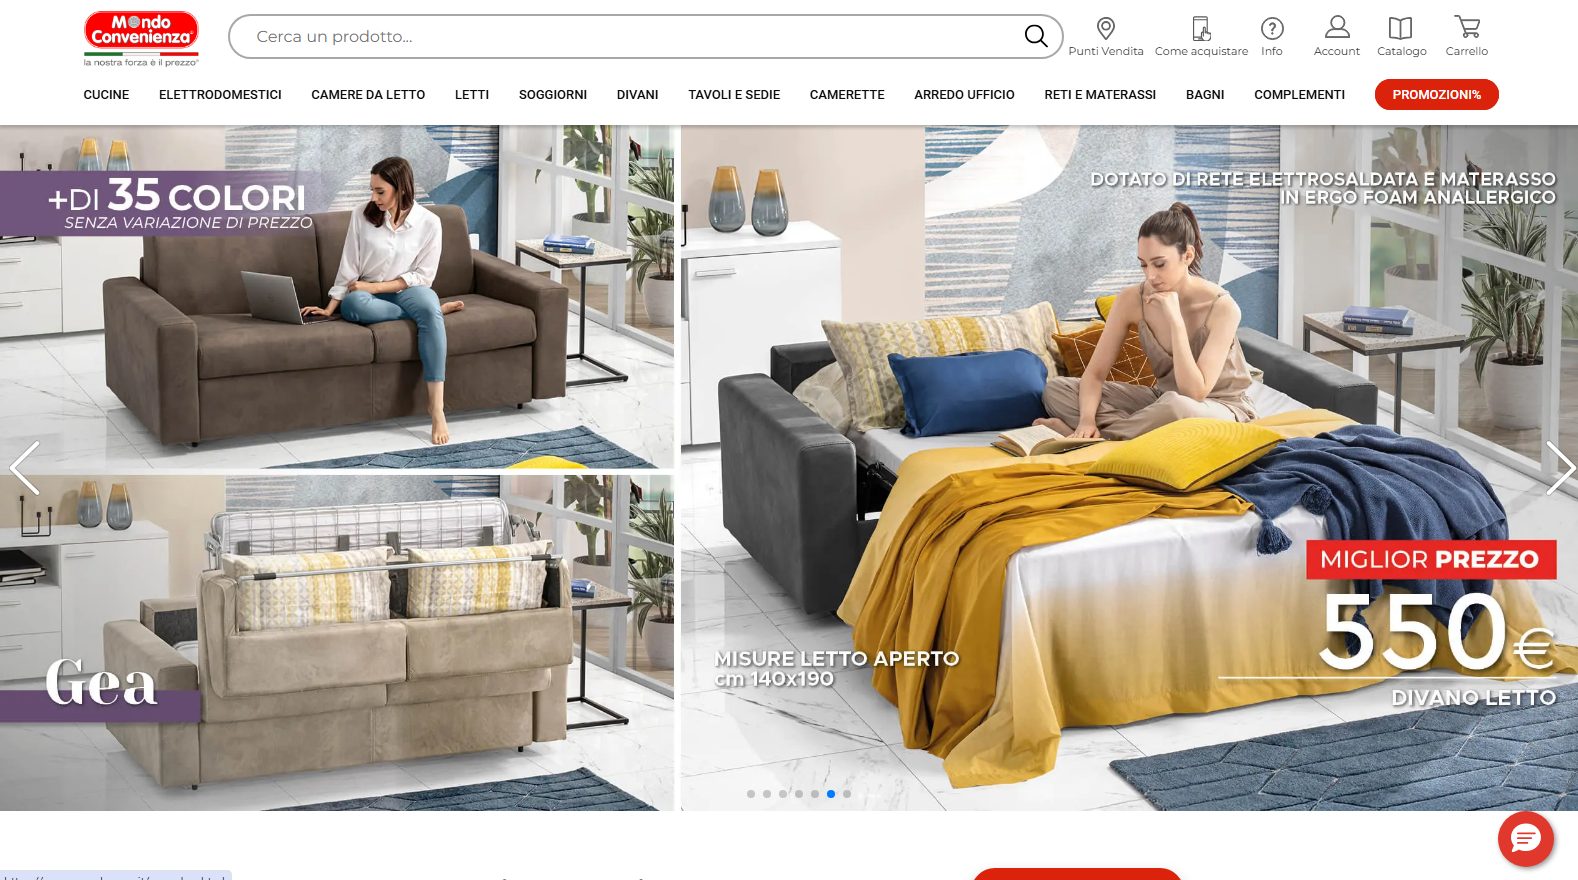 Mondo
Convenienza
la nostra forza è il prezzo
Cerca un prodotto...
Punti Vendita
Come acquistare
Info
Account
Catalogo
Carrello
CUCINE
ELETTRODOMESTICI
CAMERE DA LETTO
LETTI
SOGGIORNI
DIVANI
TAVOLI E SEDIE
CAMERETTE
ARREDO UFFICIO
RETI E MATERASSI
BAGNI
COMPLEMENTI
PROMOZIONI%
+DI 35 COLORI
SENZA VARIAZIONE DI PREZZO
Gea
DOTATO DI RETE ELETTROSALDATA E MATERASSO
IN ERGO FOAM ANALLERGICO
MISURE LETTO APERTO
cm 140x190
MIGLIOR PREZZO
550€
DIVANO LETTO